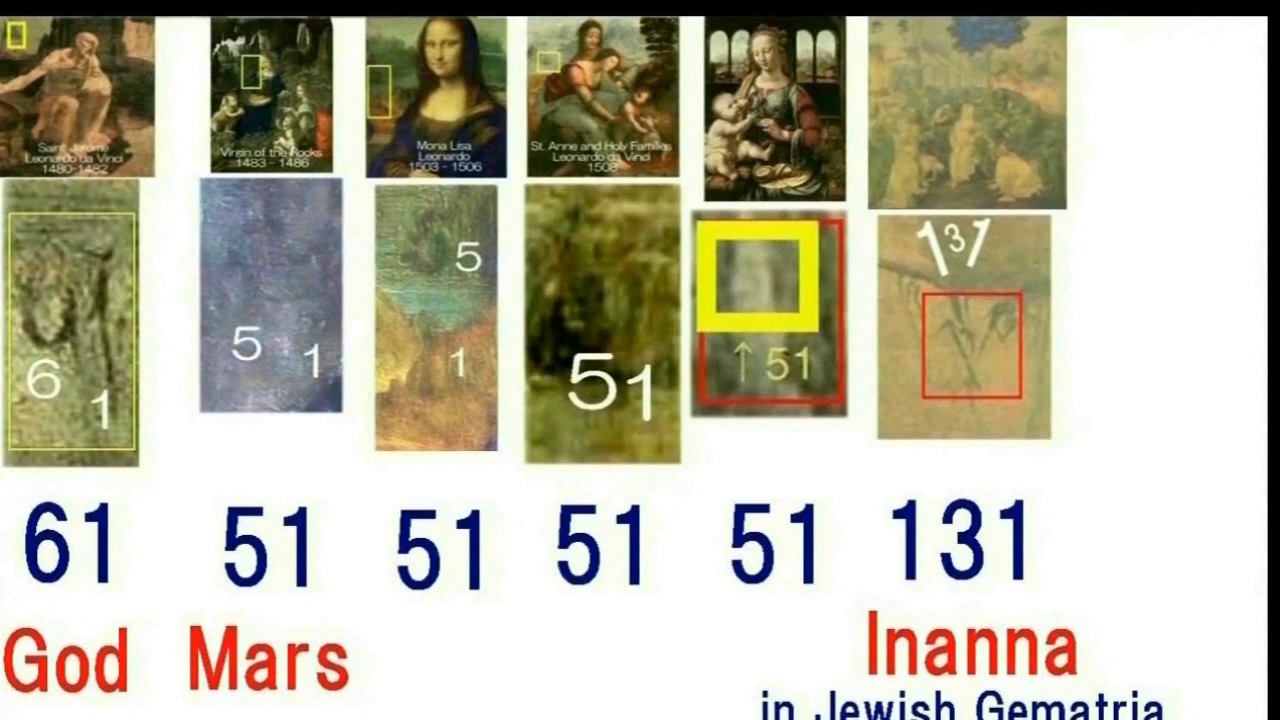 Saint Jerome
Leonardo da Vinci
1480-1482
Virgin of the Rocks
1483 - 1486
Mona Lisa
Leonardo
1503 - 1506
St. Anne and Holy Families
Leonardo da Vinci
1508
6 1
5 1
5
1
51
↑ 51
131
61 51 51 51 51 131
God Mars Inanna
in Jewish Gematria